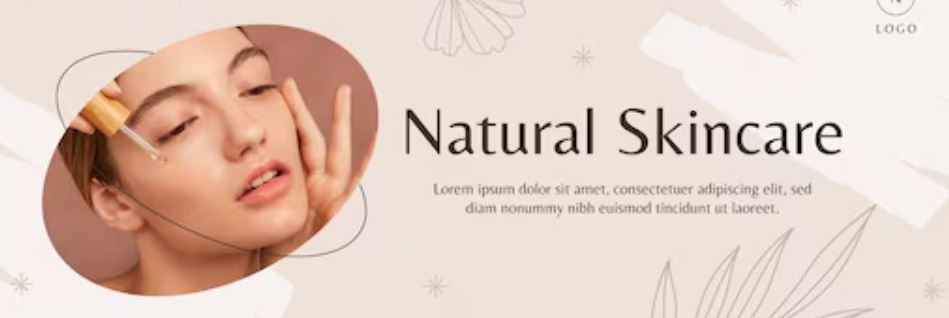 LOGO
Natural Skincare
Lorem ipsum dolor sit amet, consectetuer adipiscing elit, sed
diam nonummy nibh euismod tincidunt ut laoreet.